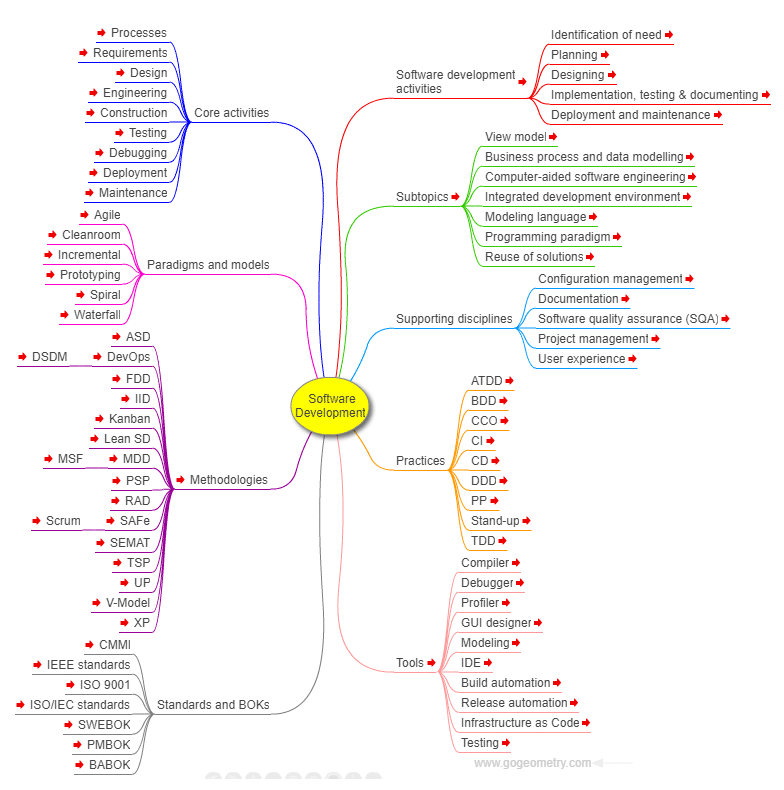 Processes
Requirements
Design
Engineering
Construction
Testing
Debugging
Deployment
Maintenance
Core activities
Agile
Cleanroom
Incremental
Prototyping
Spiral
Waterfall
Paradigms and models
ASD
DSDM
DevOps
FDD
IID
Kanban
Lean SD
MSF
MDD
PSP
RAD
Scrum
SAFe
SEMAT
TSP
UP
V-Model
XP
Methodologies
CMMI
IEEE standards
ISO 9001
ISO/IEC standards
SWEBOK
PMBOK
BABOK
Standards and BOKs
Software
Development
Software development
activities
Identification of need
Planning
Designing
Implementation, testing & documenting
Deployment and maintenance
Subtopics
View model
Business process and data modelling
Computer-aided software engineering
Integrated development environment
Modeling language
Programming paradigm
Reuse of solutions
Supporting disciplines
Configuration management
Documentation
Software quality assurance (SQA)
Project management
User experience
Practices
ATDD
BDD
CCO
CI
CD
DDD
PP
Stand-up
TDD
Tools
Compiler
Debugger
Profiler
GUI designer
Modeling
IDE
Build automation
Release automation
Infrastructure as Code
Testing
www.gogeometry.com